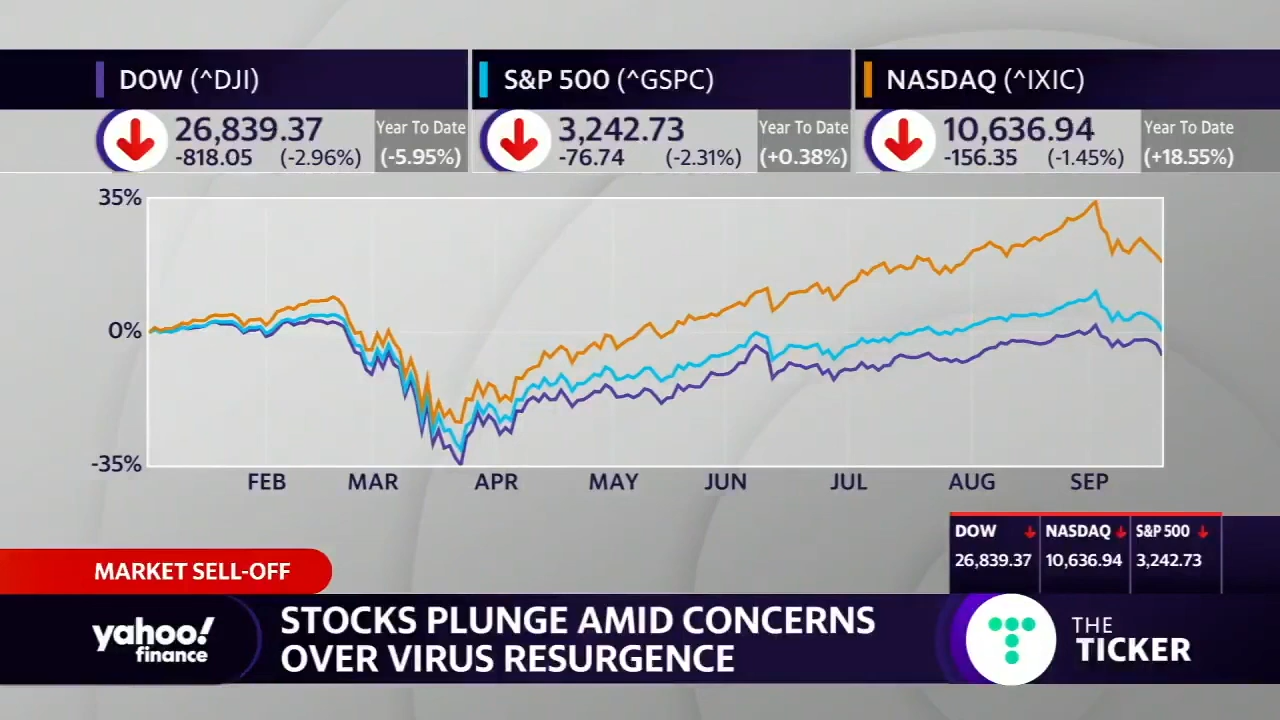 DOW (^DJI)
26,839.37
-818.05 (-2.96%)
Year To Date
(-5.95%)
S&P 500 (^GSPC)
3,242.73
-76.74 (-2.31%)
Year To Date
(+0.38%)
NASDAQ (^IXIC)
10,636.94
-156.35 (-1.45%)
Year To Date
(+18.55%)
35%
0%
-35%
FEB MAR APR MAY JUN JUL AUG SEP
DOW NASDAQ S&P 500
26,839.37 10,636.94 3,242.73
MARKET SELL-OFF
yahoo!
finance
STOCKS PLUNGE AMID CONCERNS
OVER VIRUS RESURGENCE
THE
TICKER